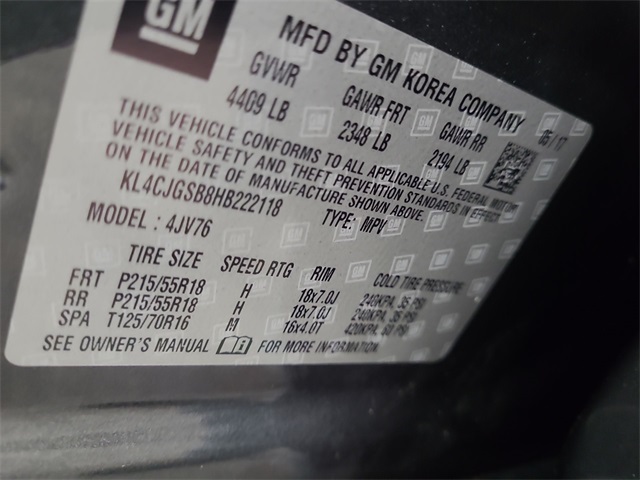 GM
MFD BY GM KOREA COMPANY
GVWR GAWR FRT GAWR RR 05 / 17
4409 LB 2348 LB 2194 LB
THIS VEHICLE CONFORMS TO ALL APPLICABLE U.S. FEDERAL MOTOR
VEHICLE SAFETY AND THEFT PREVENTION STANDARDS IN EFFECT
ON THE DATE OF MANUFACTURE SHOWN ABOVE.
KL4CJGSB8HB222118 TYPE: MPV
MODEL : 4JV76
TIRE SIZE SPEED RTG RIM COLD TIRE PRESSURE
FRT P215/55R18 H 18x7.0J 240KPA, 35 PSI
RR P215/55R18 H 18x7.0J 240KPA, 35 PSI
SPA T125/70R16 M 16x4.0T 420KPA, 60 PSI
SEE OWNER'S MANUAL FOR MORE INFORMATION